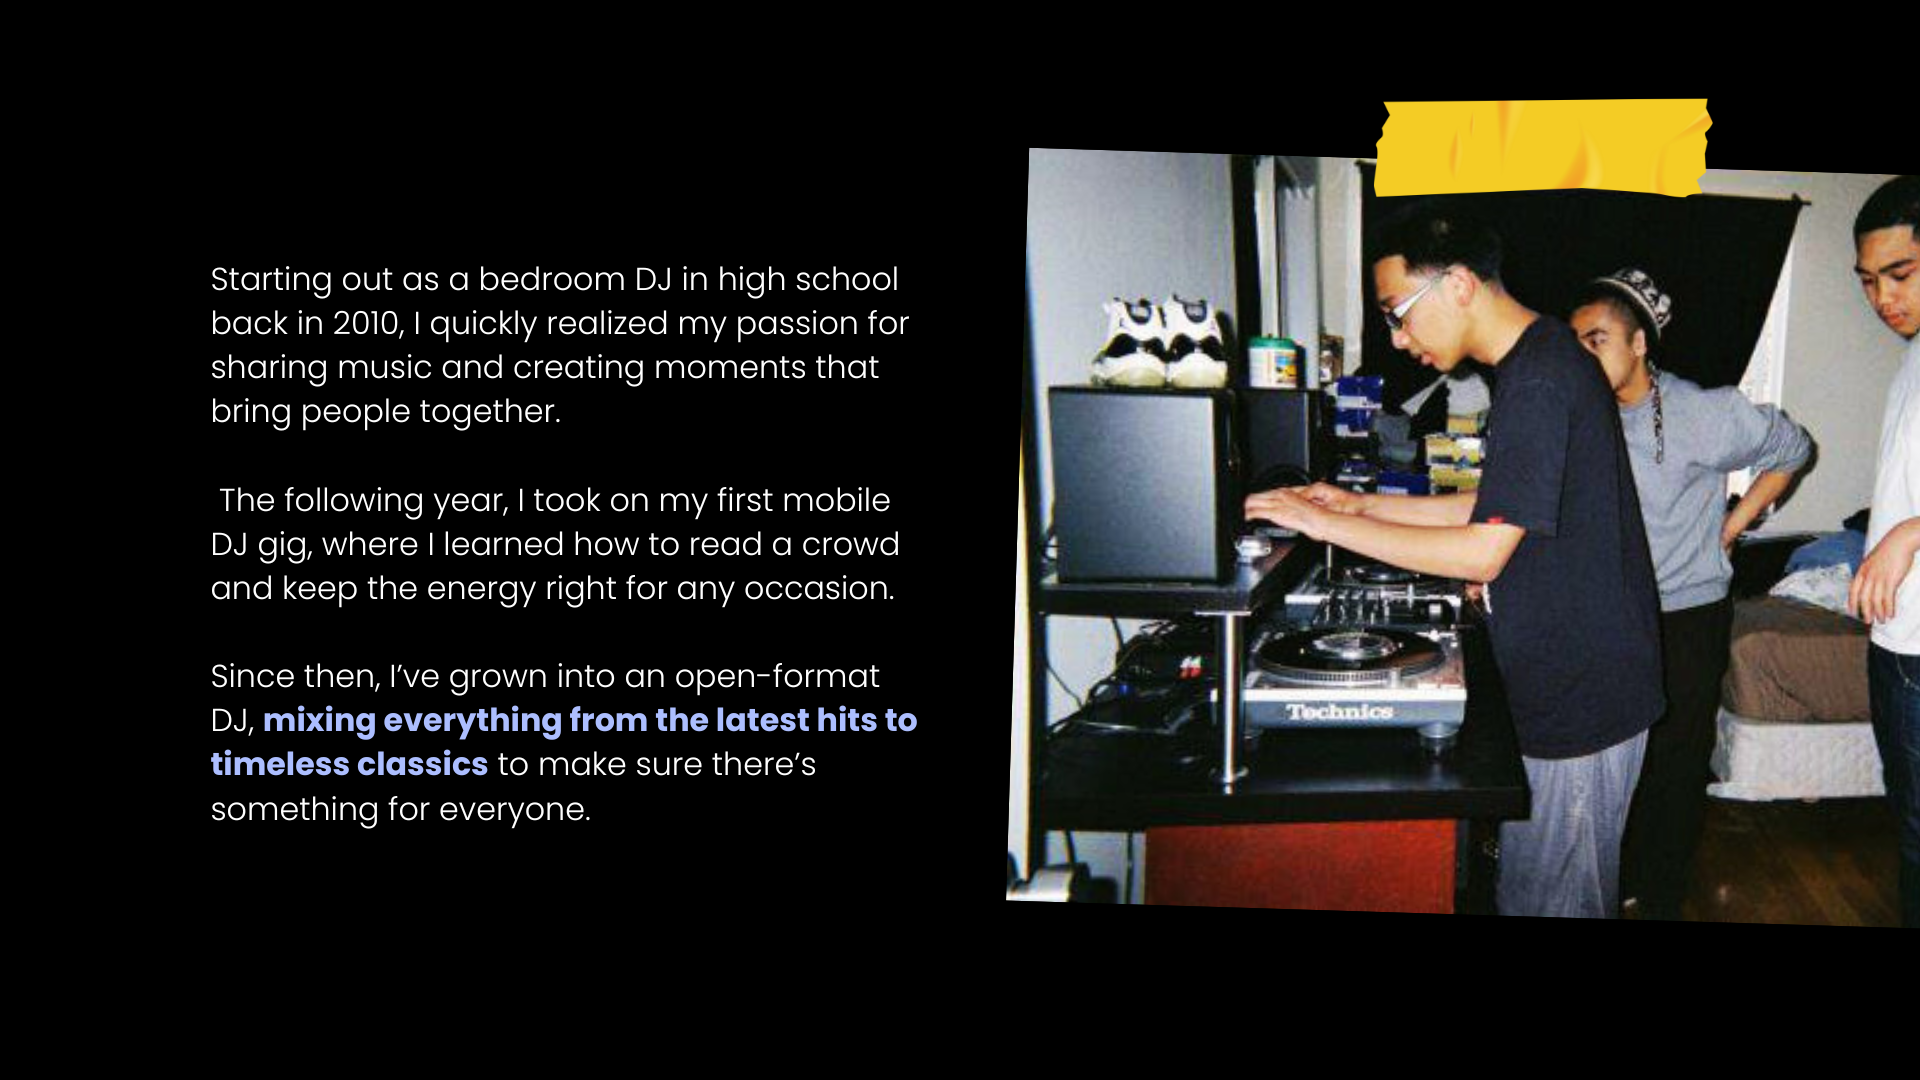 Starting out as a bedroom DJ in high school
back in 2010, I quickly realized my passion for
sharing music and creating moments that
bring people together.
The following year, I took on my first mobile
DJ gig, where I learned how to read a crowd
and keep the energy right for any occasion.
Since then, I’ve grown into an open-format
DJ, mixing everything from the latest hits to
timeless classics to make sure there’s
something for everyone.
Technics